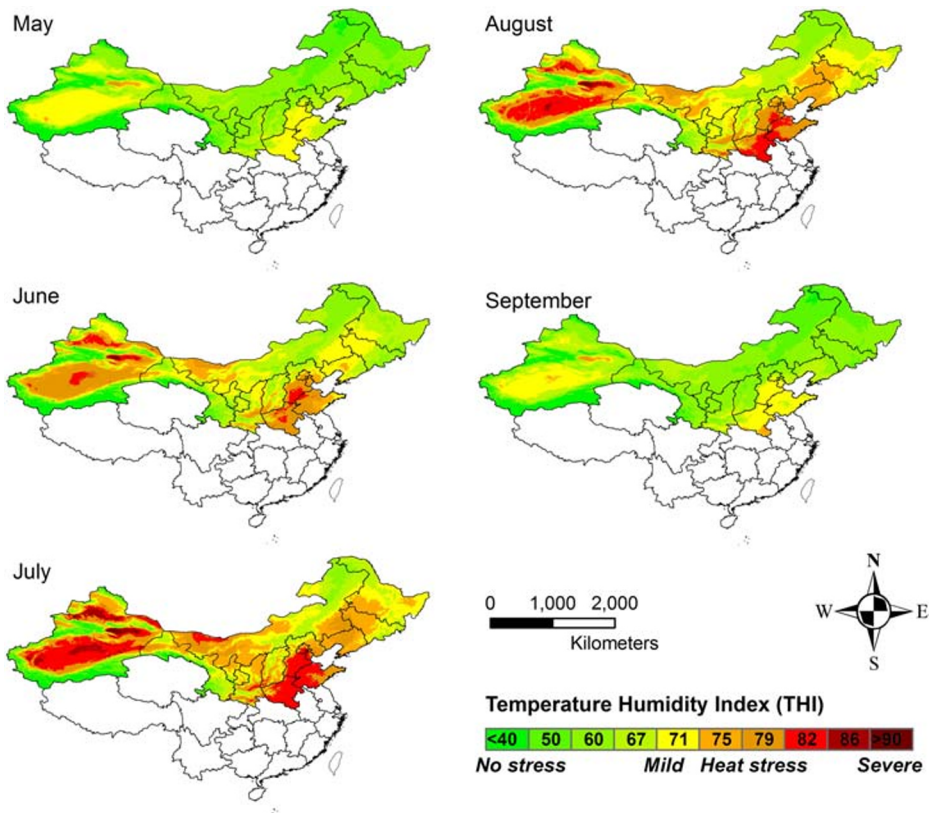 May
August
June
September
July
N
W E
S
0 1,000 2,000
Kilometers
Temperature Humidity Index (THI)
<40 50 60 67 71 75 79 82 86 >90
No stress Mild Heat stress Severe